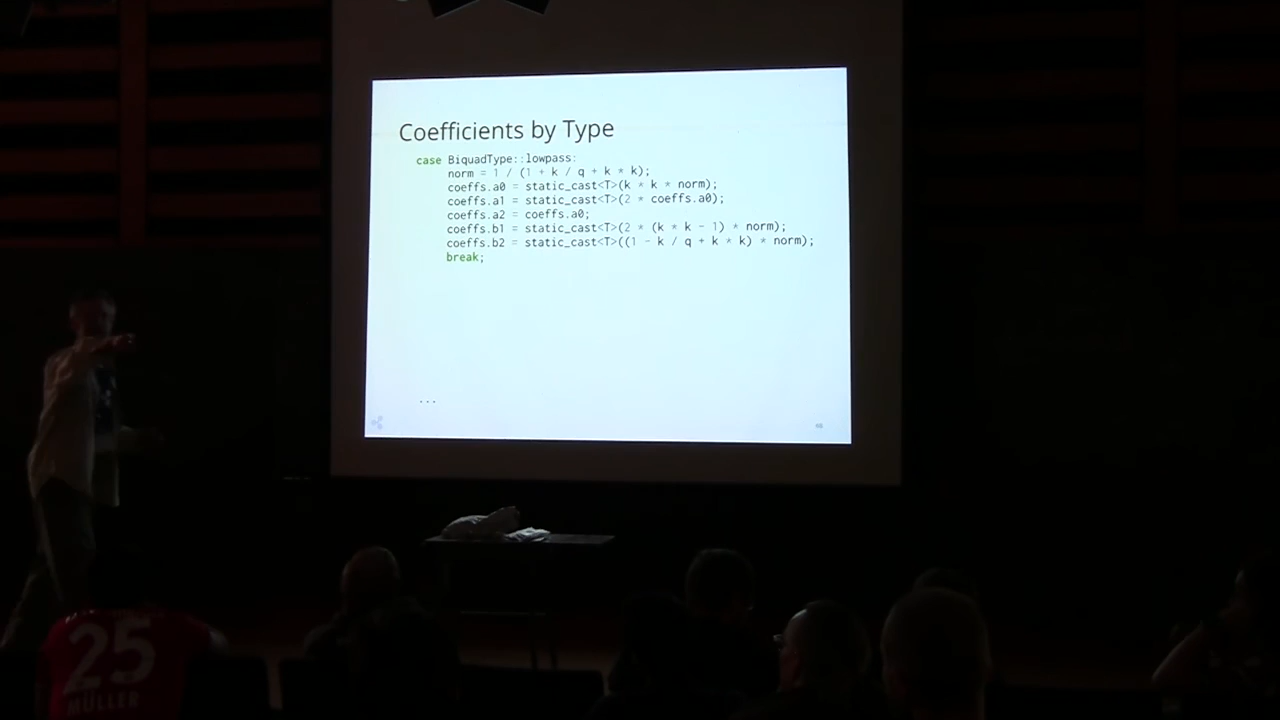 Coefficients by Type
case BiquadType::lowpass:
norm = 1 / (1 + k / q + k * k);
coeffs.a0 = static_cast<T>(k * k * norm);
coeffs.a1 = static_cast<T>(2 * coeffs.a0);
coeffs.a2 = coeffs.a0;
coeffs.b1 = static_cast<T>(2 * (k * k - 1) * norm);
coeffs.b2 = static_cast<T>((1 - k / q + k * k) * norm);
break;
...
25
MÜLLER